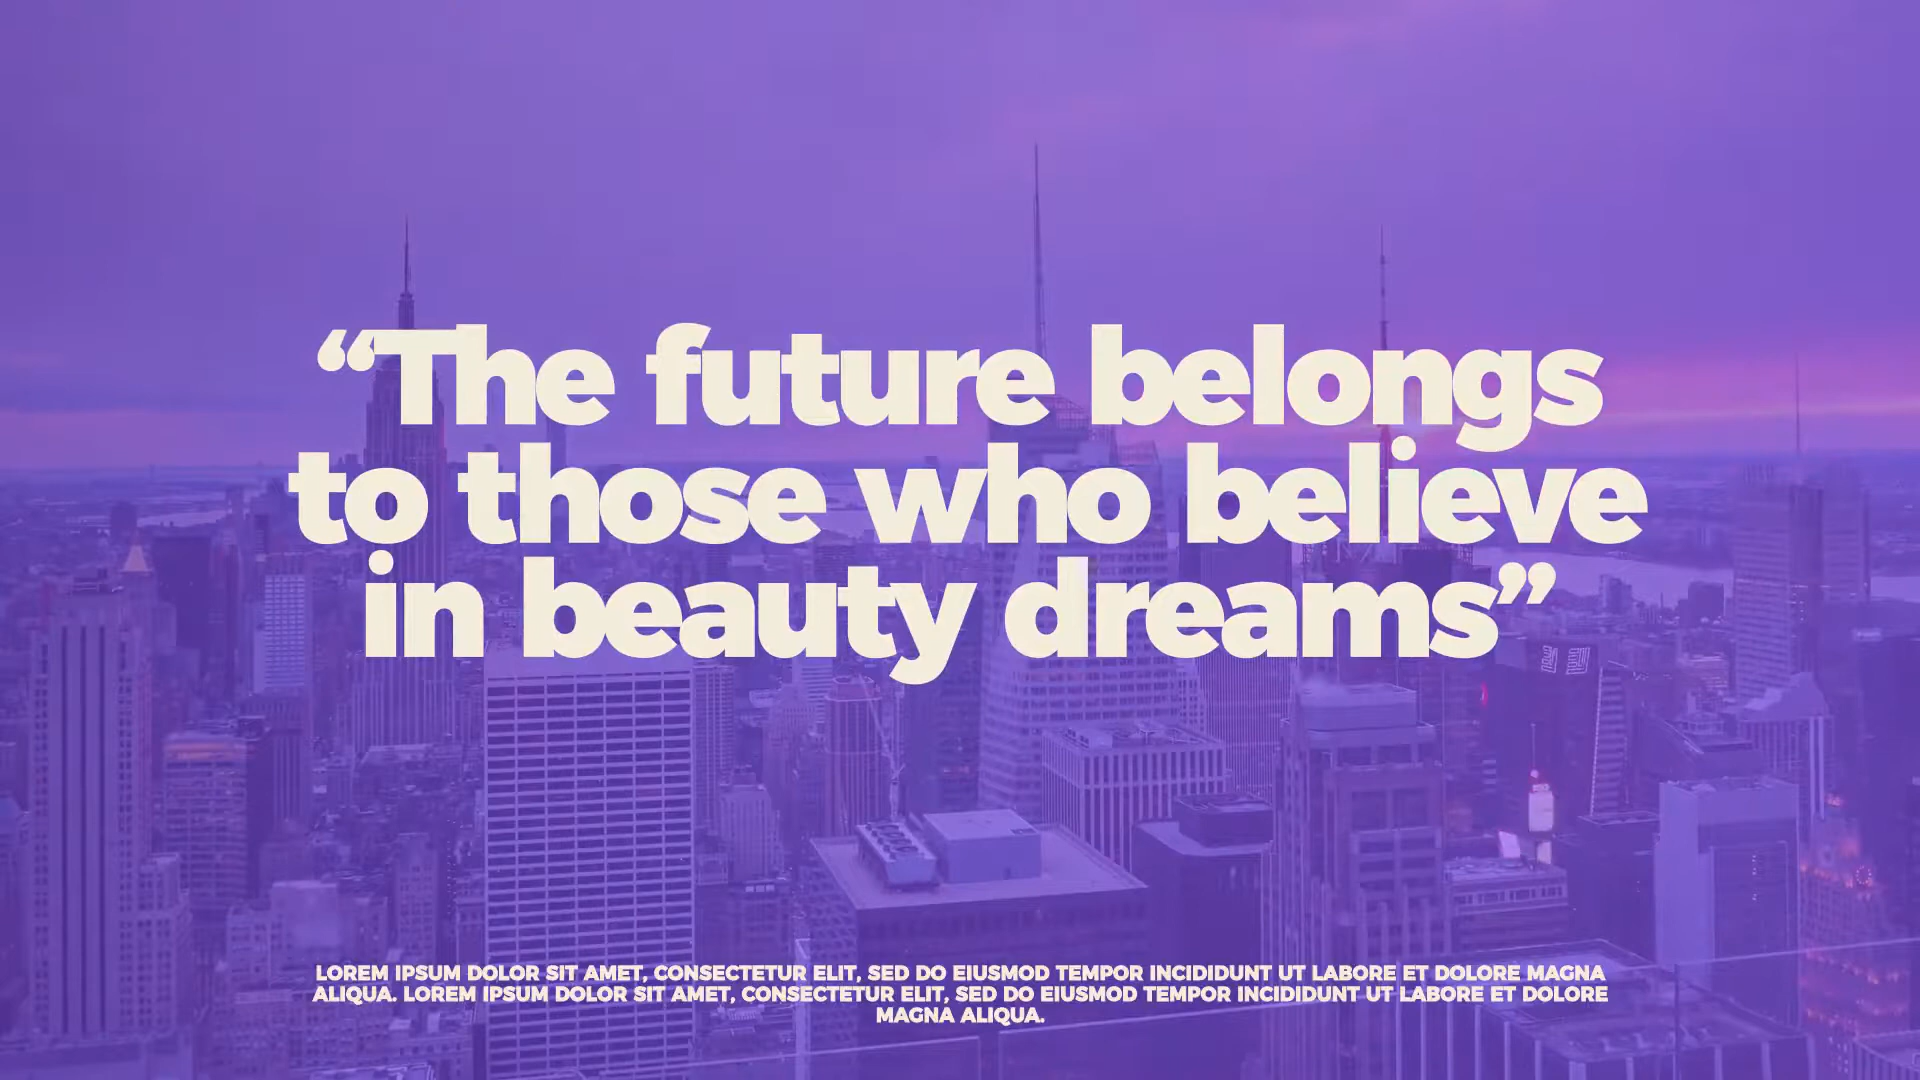 “The future belongs
to those who believe
in beauty dreams”
LOREM IPSUM DOLOR SIT AMET, CONSECTETUR ELIT, SED DO EIUSMOD TEMPOR INCIDIDUNT UT LABORE ET DOLORE MAGNA
ALIQUA. LOREM IPSUM DOLOR SIT AMET, CONSECTETUR ELIT, SED DO EIUSMOD TEMPOR INCIDIDUNT UT LABORE ET DOLORE
MAGNA ALIQUA.